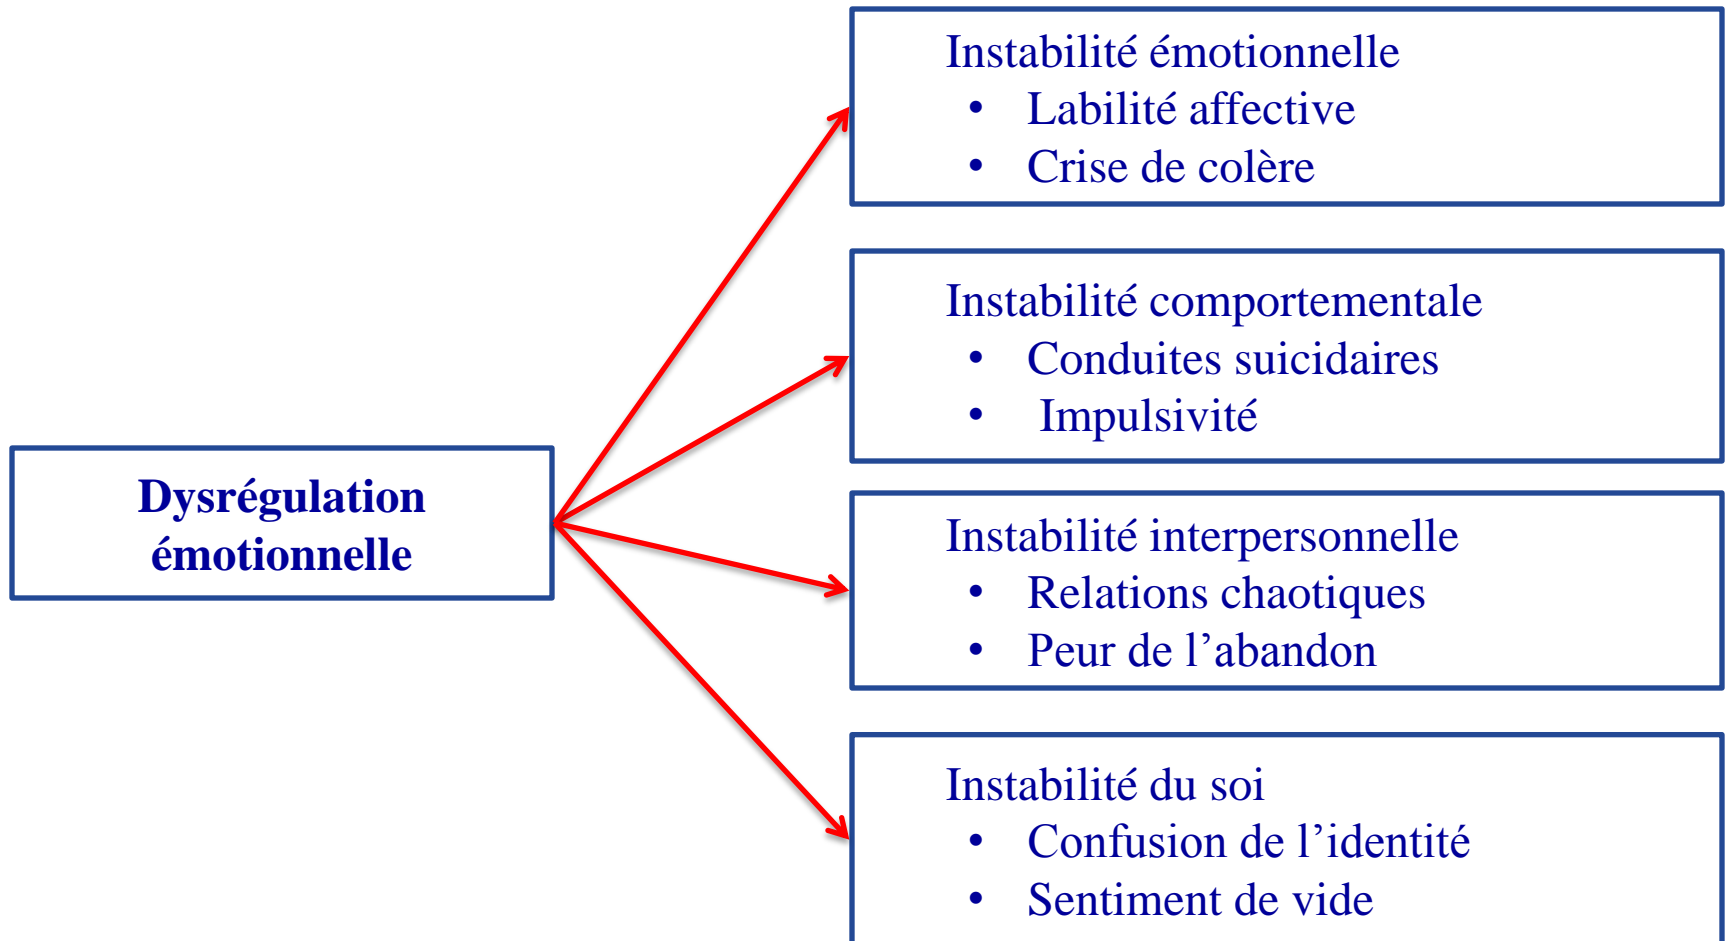 Dysrégulation
émotionnelle
Instabilité émotionnelle
• Labilité affective
• Crise de colère
Instabilité comportementale
• Conduites suicidaires
• Impulsivité
Instabilité interpersonnelle
• Relations chaotiques
• Peur de l’abandon
Instabilité du soi
• Confusion de l’identité
• Sentiment de vide